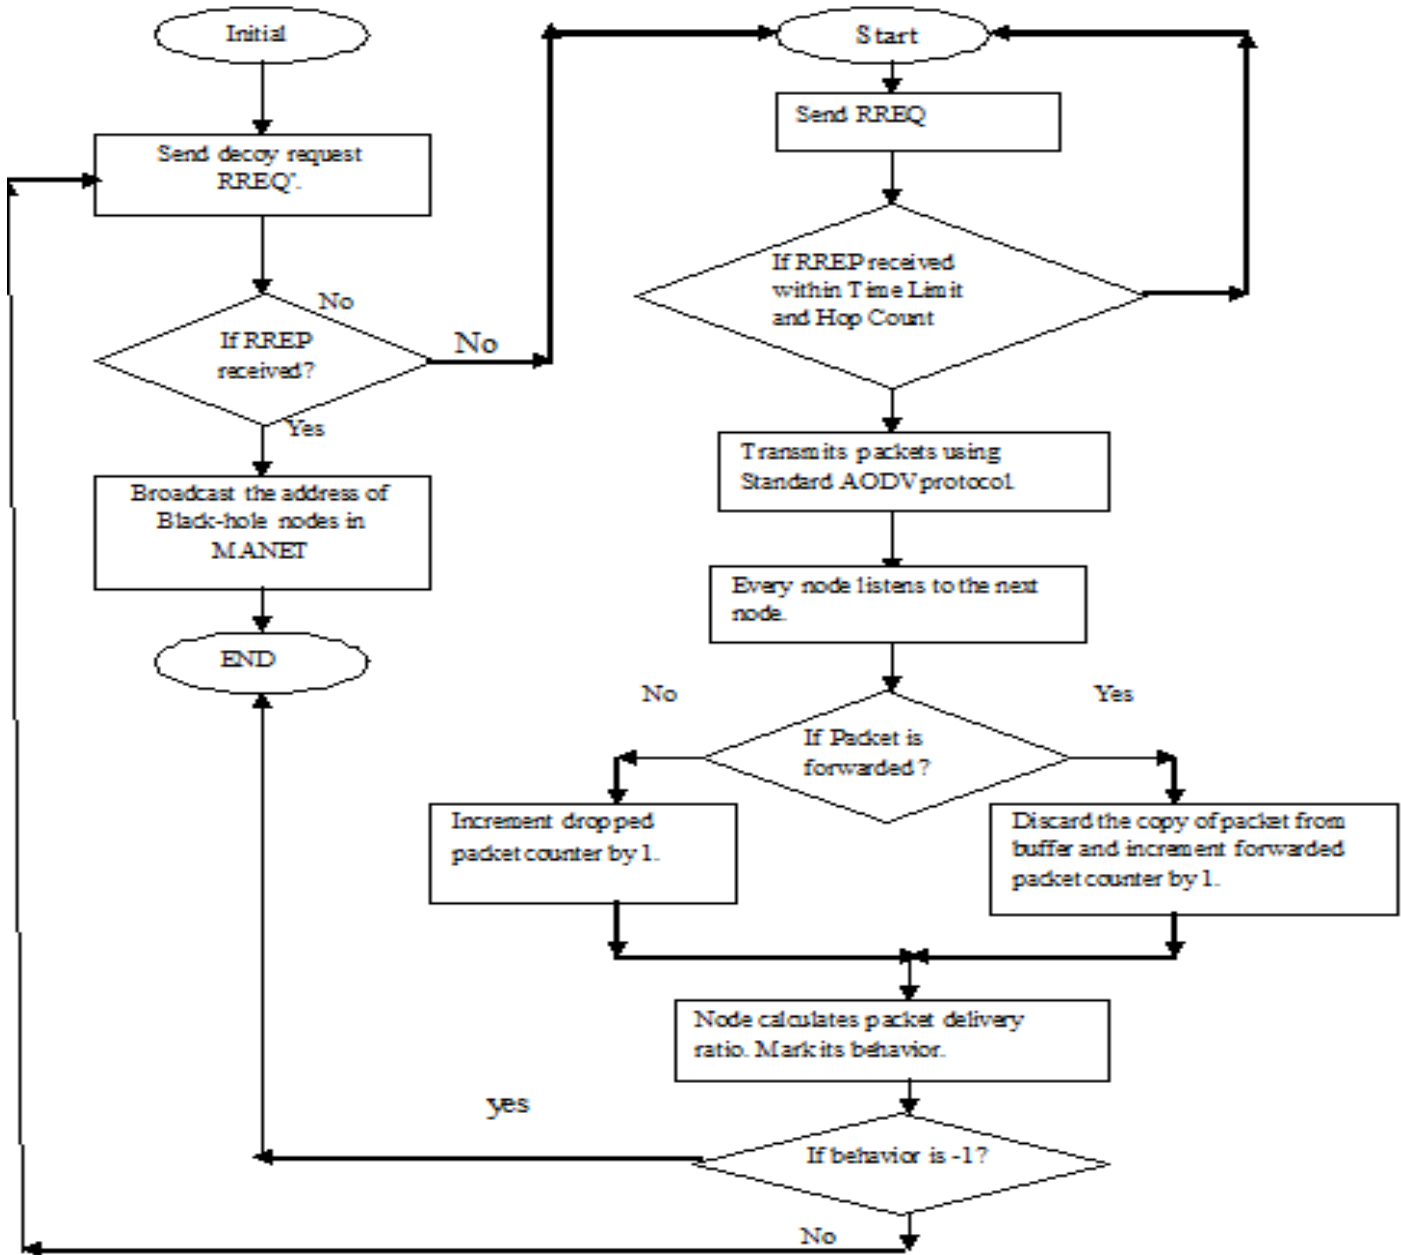 Initial
Send decoy request
RREQ'.
No
If RREP
received?
No
Yes
Broadcast the address of
Black-hole nodes in
MANET
END
Start
Send RREQ
If RREP received
within Time Limit
and Hop Count
Transmits packets using
Standard AODV protocol.
Every node listens to the next
node.
No
Yes
If Packet is
forwarded?
Increment dropped
packet counter by 1.
Discard the copy of packet from
buffer and increment forwarded
packet counter by 1.
Node calculates packet delivery
ratio. Mark its behavior.
yes
If behavior is -1?
No